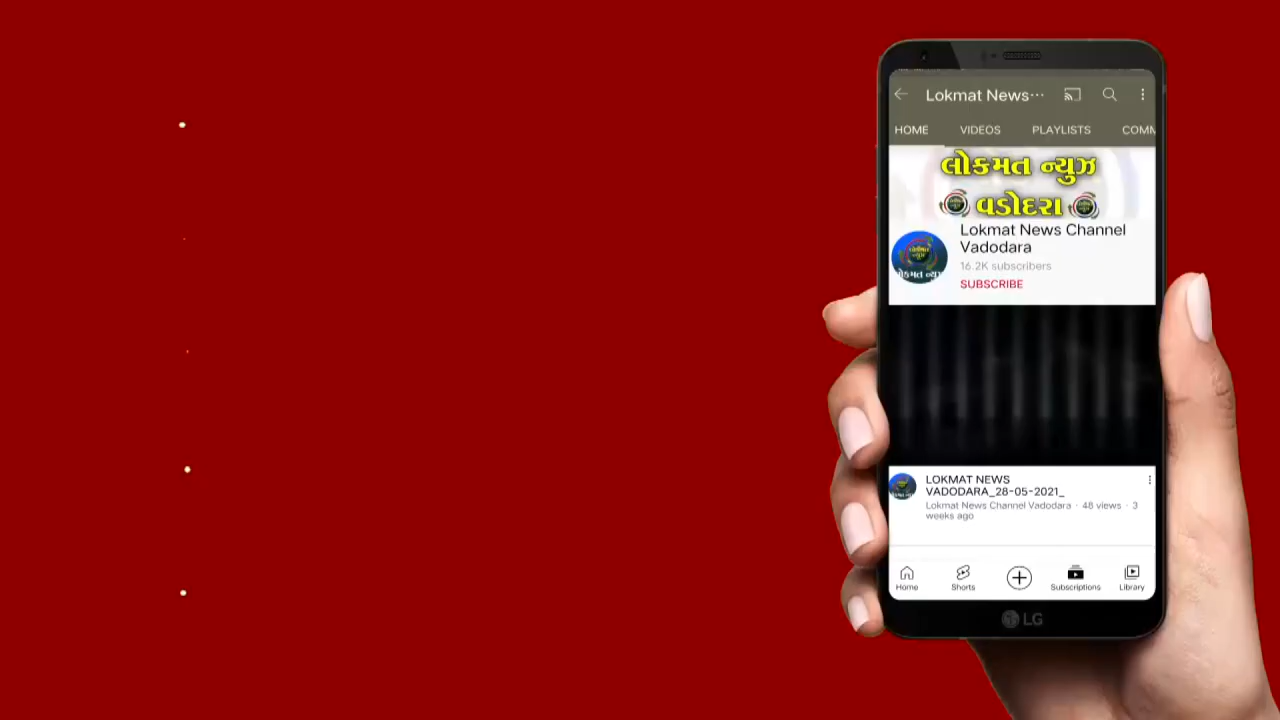 Lokmat News...
HOME VIDEOS PLAYLISTS COMM
લોકમત ન્યુઝ
વડોદરા
Lokmat News Channel
Vadodara
16.2K subscribers
SUBSCRIBE
LOKMAT NEWS
VADODARA_28-05-2021_
Lokmat News Channel Vadodara · 48 views · 3
weeks ago
Home Shorts Subscriptions Library
LG